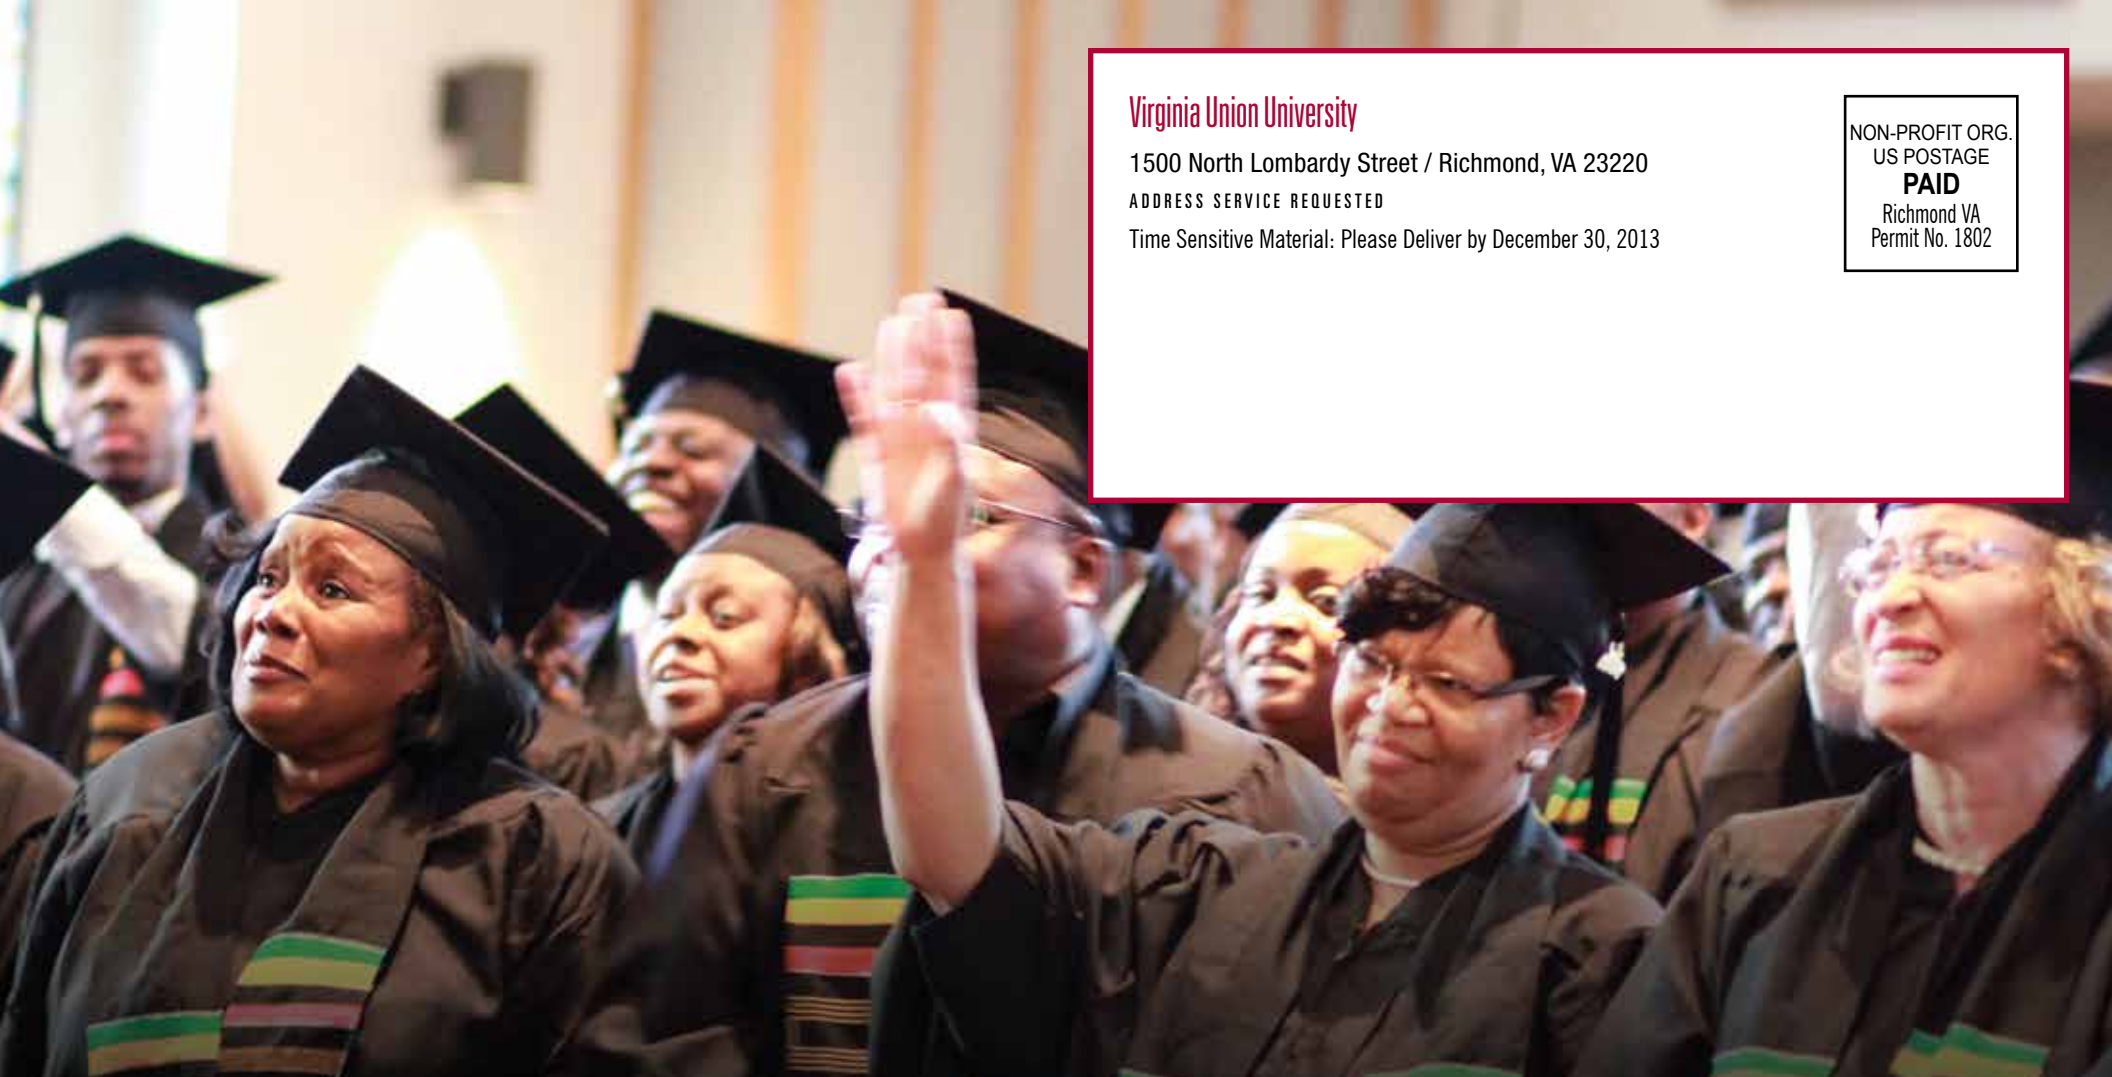 Virginia Union University
1500 North Lombardy Street / Richmond, VA 23220
ADDRESS SERVICE REQUESTED
Time Sensitive Material: Please Deliver by December 30, 2013
NON-PROFIT ORG.
US POSTAGE
PAID
Richmond VA
Permit No. 1802